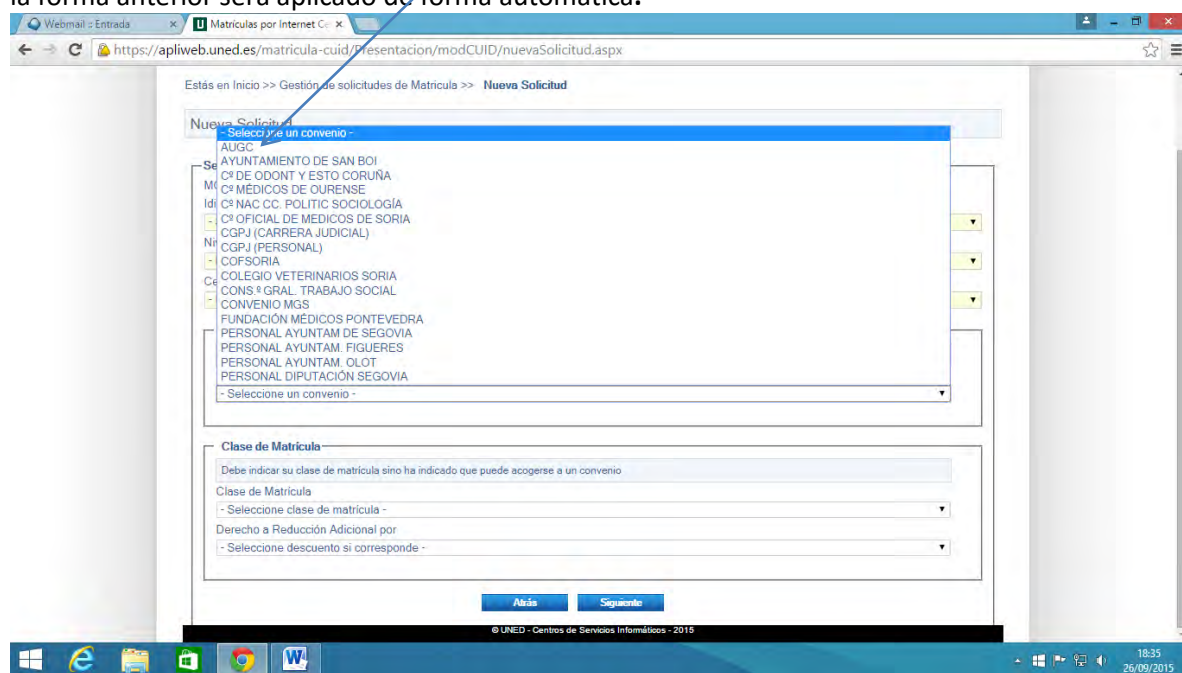 la forma anterior será aplicado de forma automática.
Webmail :: Entrada
Matrículas por Internet C
https://apliweb.uned.es/matricula-cuid/Presentacion/modCUID/nuevaSolicitud.aspx
Estás en Inicio >> Gestión de solicitudes de Matricula >> Nueva Solicitud
Nueva Solicitud
- Seleccione un convenio -
AUGC
AYUNTAMIENTO DE SAN BOI
Cº DE ODONT Y ESTO CORUÑA
Cº MÉDICOS DE OURENSE
Cº NAC CC. POLITIC SOCIOLOGÍA
Cº OFICIAL DE MEDICOS DE SORIA
CGPJ (CARRERA JUDICIAL)
CGPJ (PERSONAL)
COFSORIA
COLEGIO VETERINARIOS SORIA
CONS.º GRAL. TRABAJO SOCIAL
CONVENIO MGS
FUNDACIÓN MÉDICOS PONTEVEDRA
PERSONAL AYUNTAM DE SEGOVIA
PERSONAL AYUNTAM. FIGUERES
PERSONAL AYUNTAM. OLOT
PERSONAL DIPUTACIÓN SEGOVIA
- Seleccione un convenio -
Clase de Matrícula
Debe indicar su clase de matrícula sino ha indicado que puede acogerse a un convenio
Clase de Matrícula
- Seleccione clase de matrícula -
Derecho a Reducción Adicional por
- Seleccione descuento si corresponde -
Atrás Siguiente
© UNED - Centros de Servicios Informáticos - 2015
18:35
26/09/2015